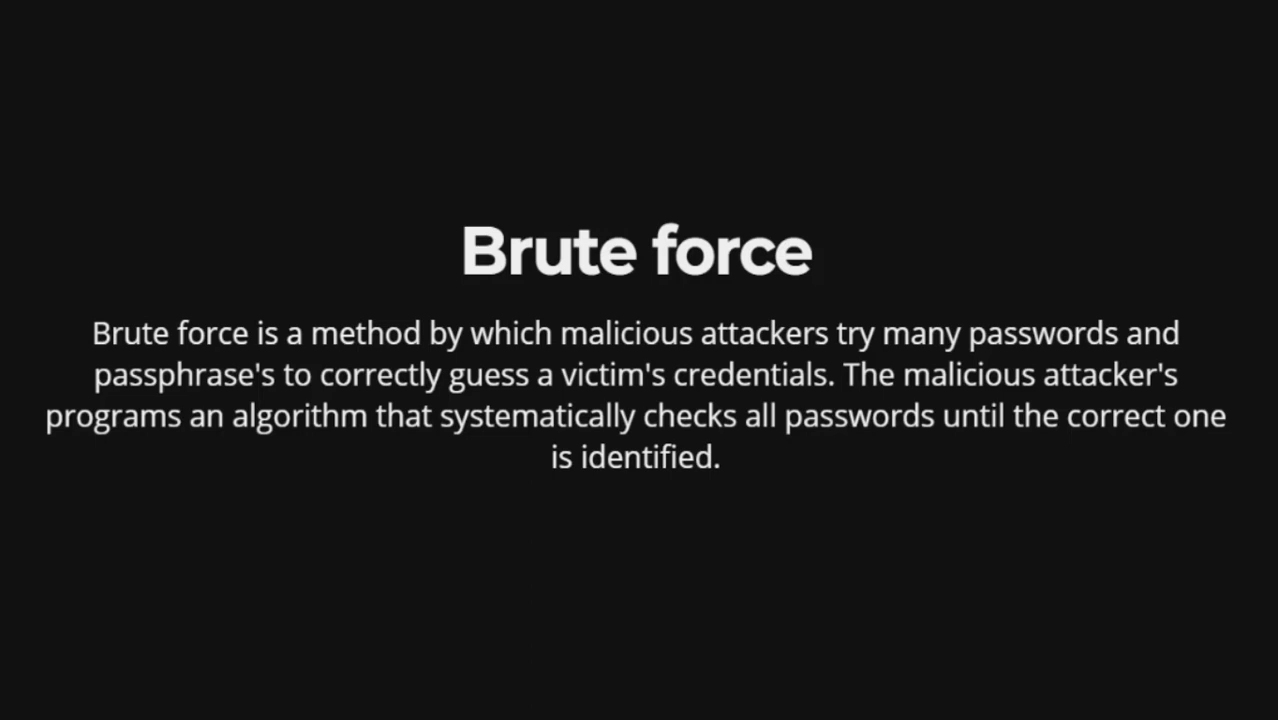 Brute force
Brute force is a method by which malicious attackers try many passwords and
passphrase's to correctly guess a victim's credentials. The malicious attacker's
programs an algorithm that systematically checks all passwords until the correct one
is identified.